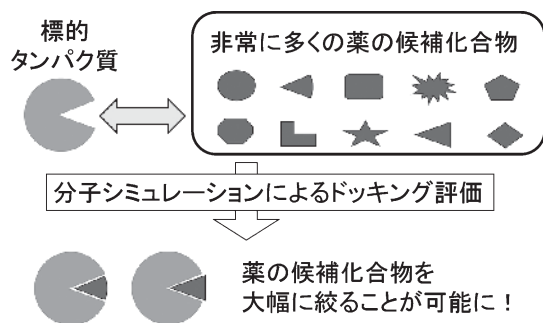 標的
タンパク質
非常に多くの薬の候補化合物
分子シミュレーションによるドッキング評価
薬の候補化合物を
大幅に絞ることが可能に！